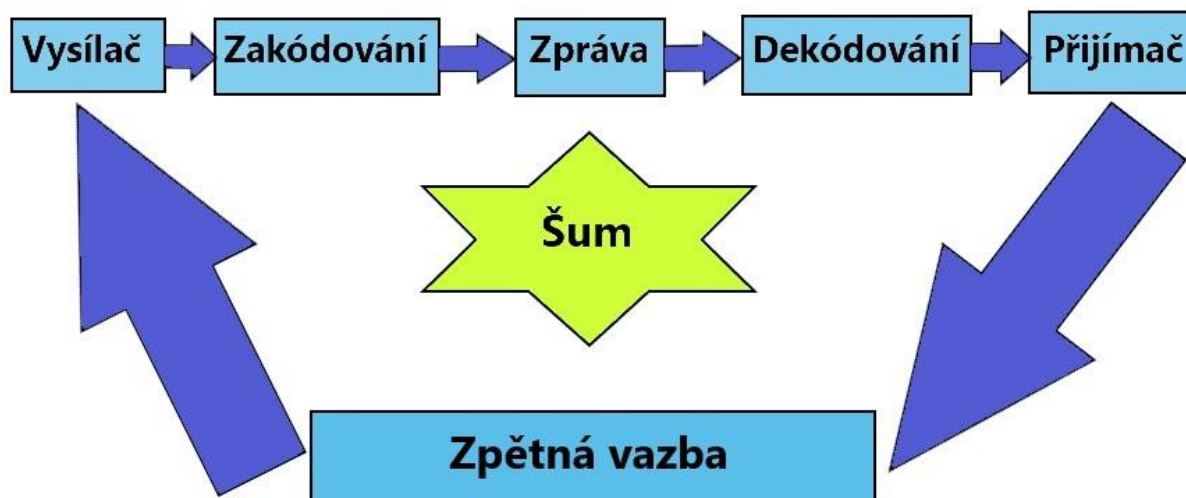 Vysílač
Zakódování
Zpráva
Dekódování
Přijímač
Šum
Zpětná vazba